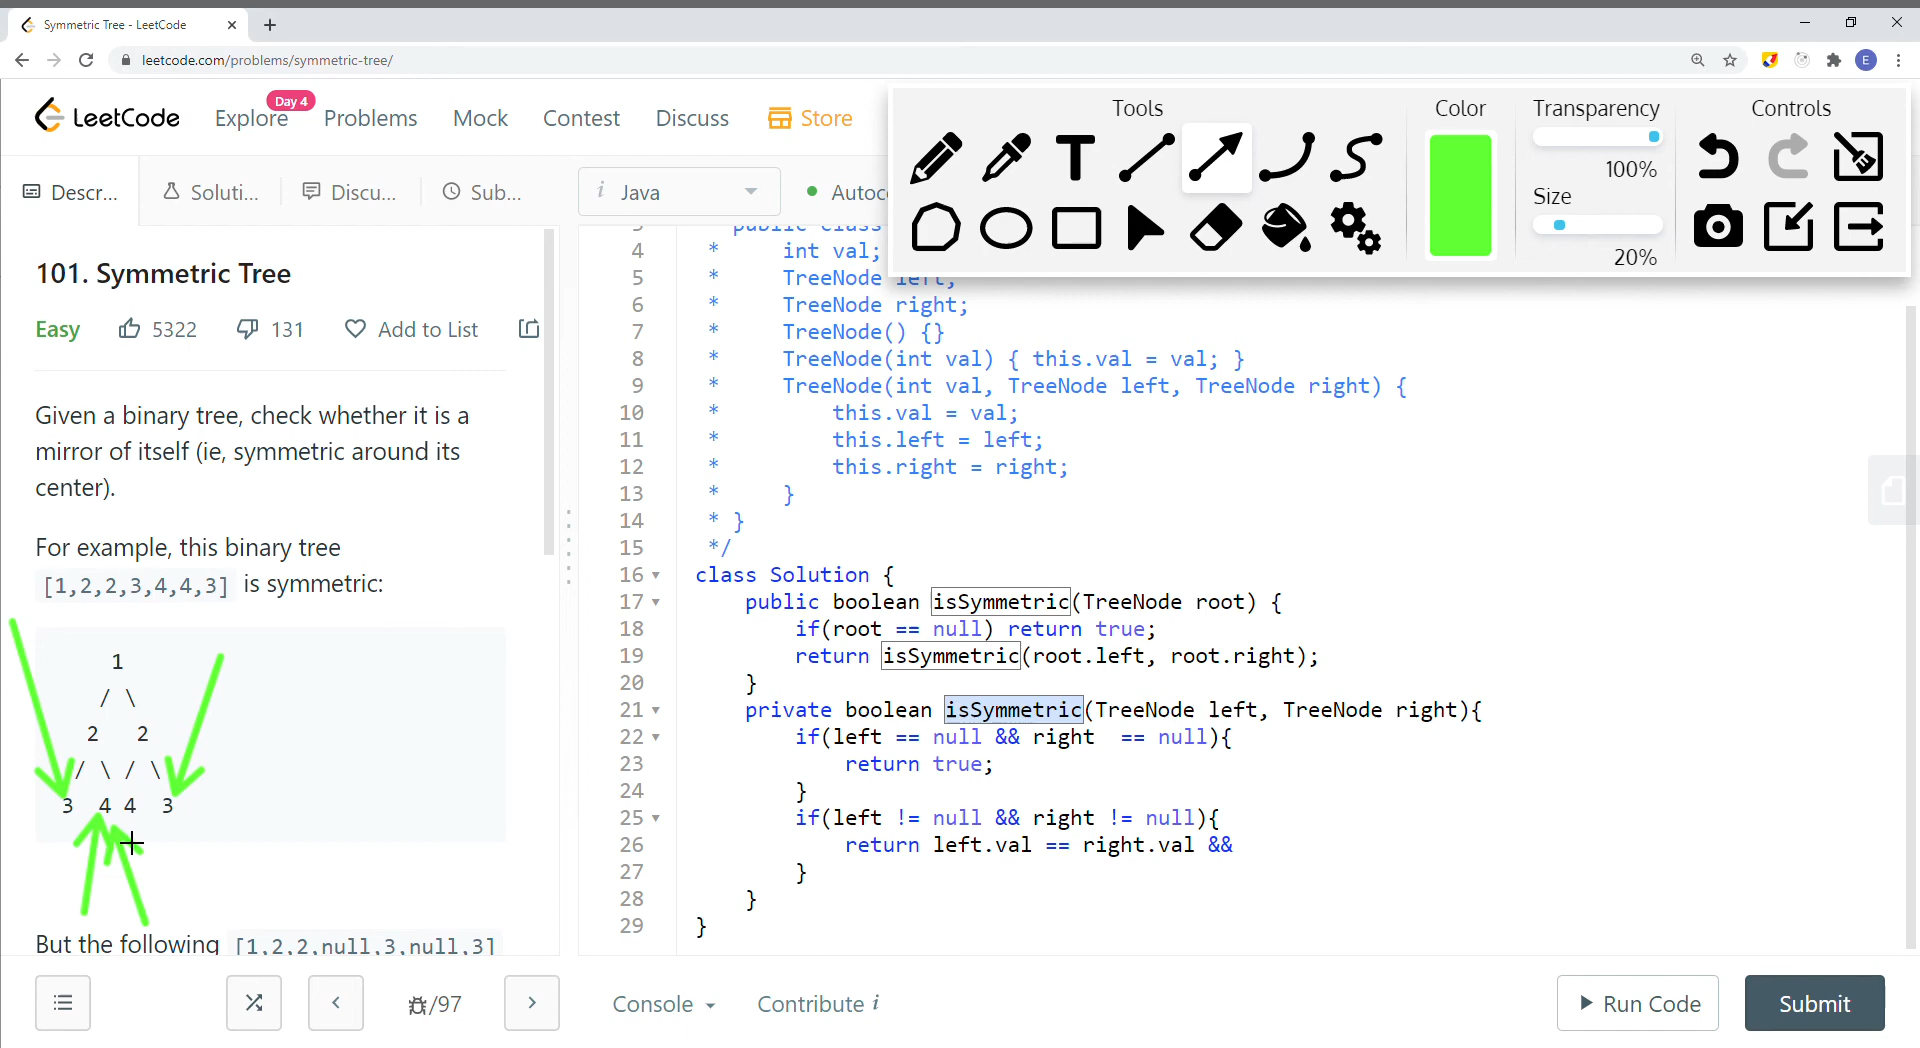 Symmetric Tree - LeetCode
leetcode.com/problems/symmetric-tree/
E
LeetCode
Explore
Day 4
Problems
Mock
Contest
Discuss
Store
Tools
Color
Transparency
100%
Size
20%
Controls
T
Descr...
Soluti...
Discu...
Sub...
i Java
Autoc
101. Symmetric Tree
Easy
5322
131
Add to List
Given a binary tree, check whether it is a
mirror of itself (ie, symmetric around its
center).
For example, this binary tree
[1,2,2,3,4,4,3] is symmetric:
1
/ \
2 2
/ \ / \
3 4 4 3
But the following [1,2,2,null,3,null,3]
3 public class
4 * int val;
5 * TreeNode left;
6 * TreeNode right;
7 * TreeNode() {}
8 * TreeNode(int val) { this.val = val; }
9 * TreeNode(int val, TreeNode left, TreeNode right) {
10 * this.val = val;
11 * this.left = left;
12 * this.right = right;
13 * }
14 * }
15 */
16 class Solution {
17 public boolean isSymmetric(TreeNode root) {
18 if(root == null) return true;
19 return isSymmetric(root.left, root.right);
20 }
21 private boolean isSymmetric(TreeNode left, TreeNode right){
22 if(left == null && right  == null){
23 return true;
24 }
25 if(left != null && right != null){
26 return left.val == right.val &&
27 }
28 }
29 }
/97
Console
Contribute i
Run Code
Submit